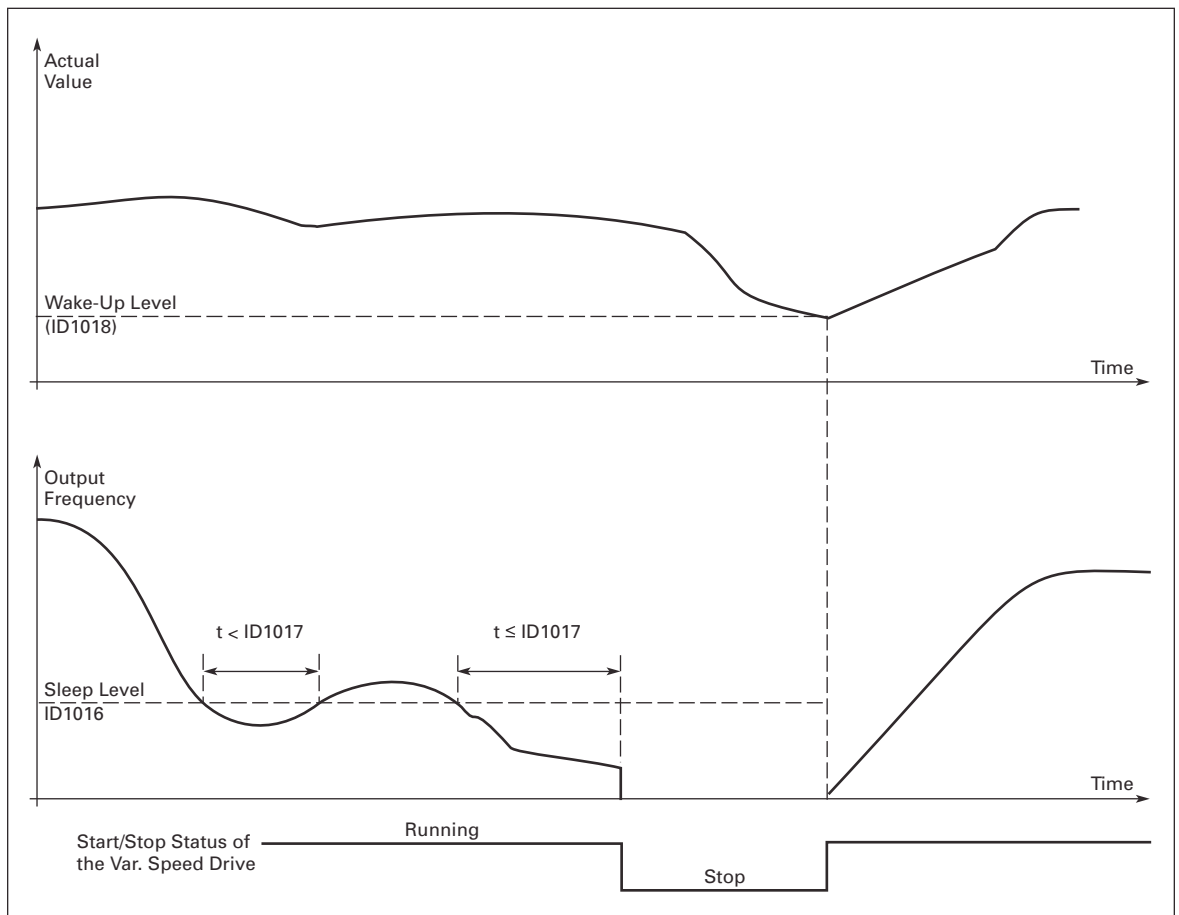 Actual
Value
Wake-Up Level
(ID1018)
Time
Output
Frequency
t < ID1017
t ≤ ID1017
Sleep Level
ID1016
Time
Running
Start/Stop Status of
the Var. Speed Drive
Stop